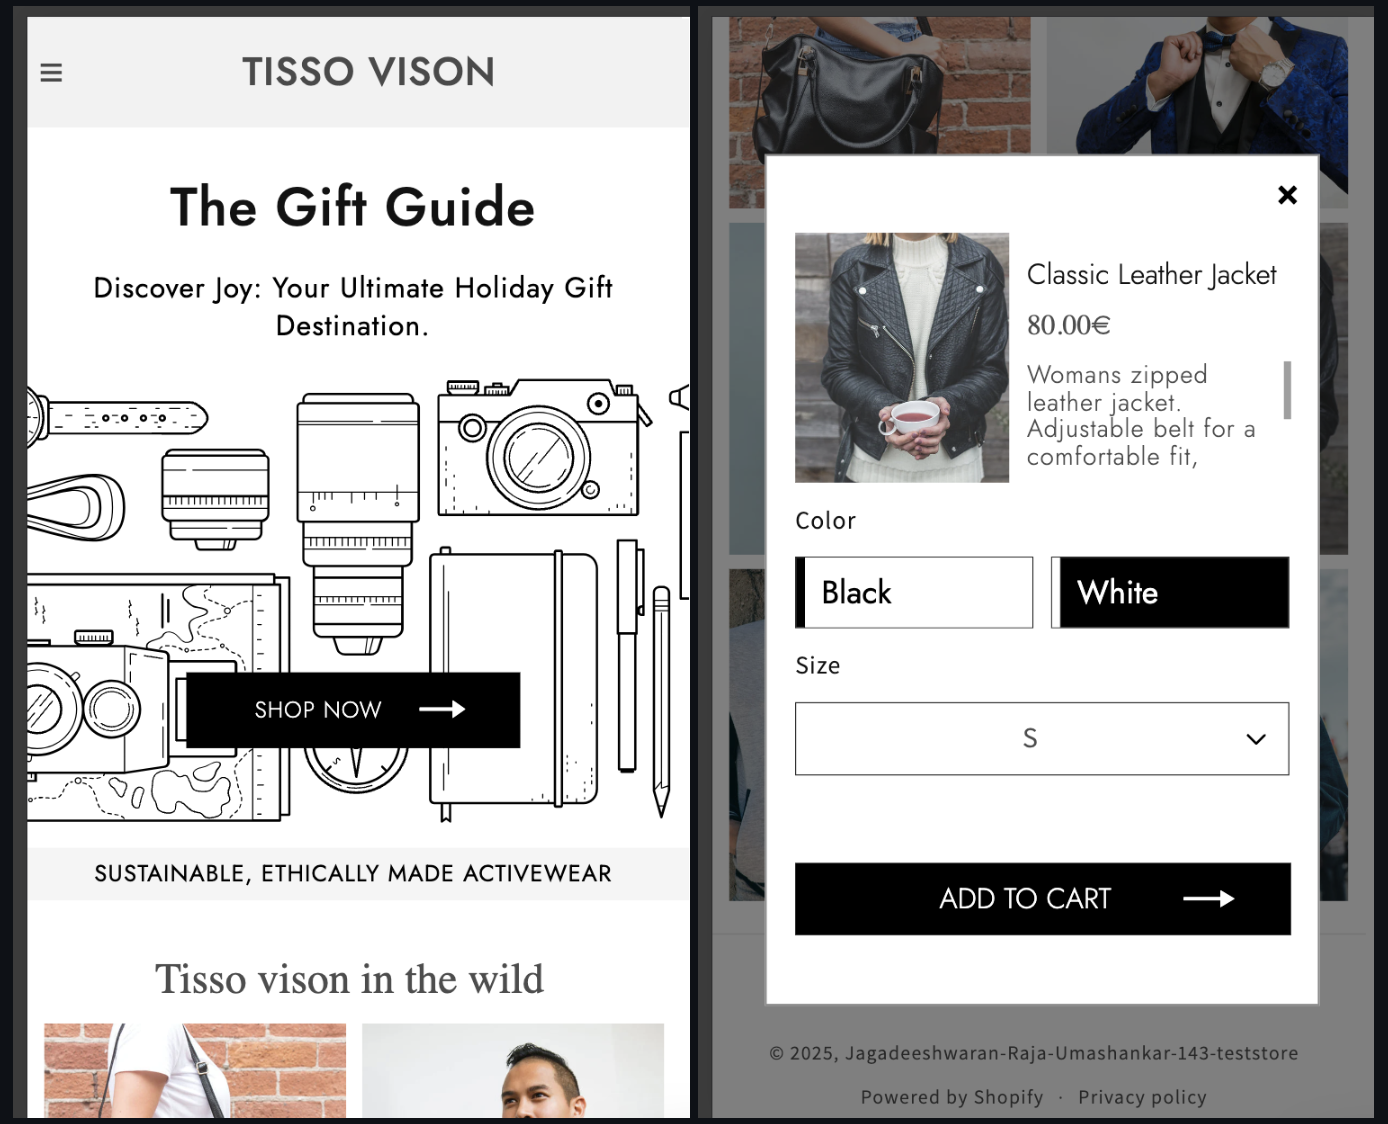 TISSO VISON
The Gift Guide
Discover Joy: Your Ultimate Holiday Gift
Destination.
SHOP NOW
SUSTAINABLE, ETHICALLY MADE ACTIVEWEAR
Tisso vison in the wild
Classic Leather Jacket
80.00€
Womans zipped
leather jacket.
Adjustable belt for a
comfortable fit,
Color
Black
White
Size
S
ADD TO CART
© 2025, Jagadeeshwaran-Raja-Umashankar-143-teststore
Powered by Shopify · Privacy policy